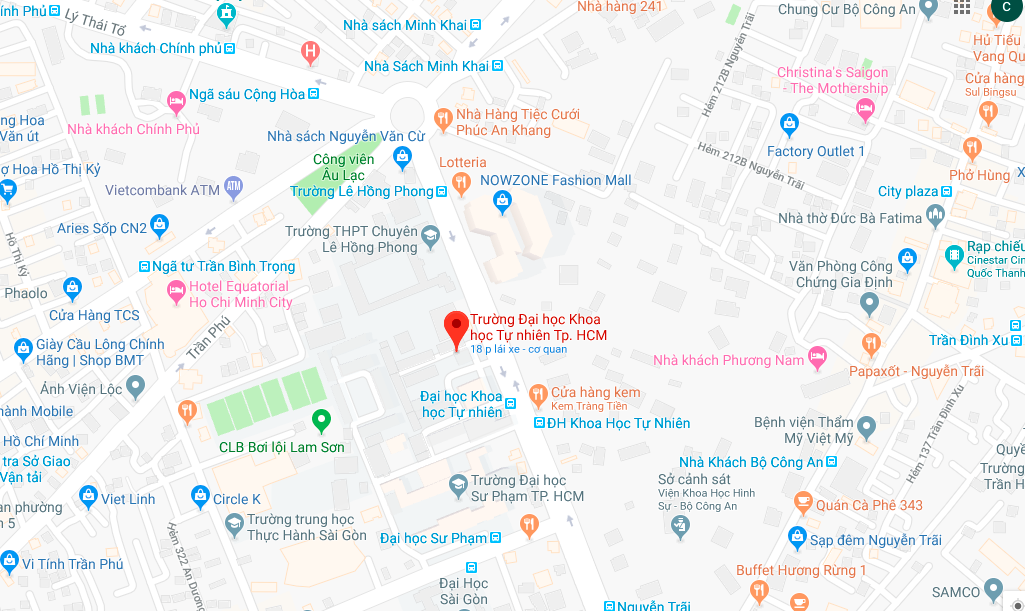 ính Phủ
Lý Thái Tổ
Nhà sách Minh Khai
Nhà hàng 241
Chung Cư Bộ Công An
C
Nhà khách Chính phủ
H
Nhà Sách Minh Khai
Hẻm 212B Nguyễn Trãi
Hủ Tiếu
Vang Qu
Christina's Saigon
- The Mothership
Cửa hàng
Sul Bingsu
Ngã sáu Cộng Hòa
Nhà Hàng Tiệc Cưới
Phúc An Khang
ng Hoa
Văn út
Nhà khách Chính Phủ
Nhà sách Nguyễn Văn Cừ
Factory Outlet 1
Hẻm 212B Nguyễn Trãi
Công viên
Âu Lạc
Lotteria
ợ Hoa Hồ Thị Kỷ
Vietcombank ATM
ATM
Trường Lê Hồng Phong
NOWZONE Fashion Mall
Phở Hùng
X
City plaza
Aries Sốp CN2
Trường THPT Chuyên
Lê Hồng Phong
Nhà thờ Đức Bà Fatima
Hồ Thị Kỷ
Rạp chiếu
Cinestar Cin
Quốc Thanh
Ngã tư Trần Bình Trọng
Văn Phòng Công
Chứng Gia Định
Phaolo
Hotel Equatorial
Ho Chi Minh City
Cửa Hàng TCS
Trần Phú
Trường Đại học Khoa
học Tự nhiên Tp. HCM
18 p lái xe - cơ quan
Trần Đình Xu
Giày Cầu Lông Chính
Hãng | Shop BMT
Nhà khách Phương Nam
Papaxốt - Nguyễn Trãi
Ảnh Viện Lộc
Đại học Khoa
học Tự nhiên
Cửa hàng kem
Kem Tràng Tiền
hành Mobile
ĐH Khoa Học Tự Nhiên
Bệnh viện Thẩm
Mỹ Việt Mỹ
Hẻm 137 Trần Đình Xu
Hồ Chí Minh
tra Sở Giao
Vận tải
CLB Bơi lội Lam Sơn
Nhà Khách Bộ Công An
Quyề
Trường
Trần H
Sở cảnh sát
Viện Khoa Học Hình
Sự - Bộ Công An
Viet Linh
Circle K
Trường Đại học
Sư Phạm TP. HCM
Quán Cà Phê 343
an phường
n 5
Trường trung học
Thực Hành Sài Gòn
Đại học Sư Phạm
Sạp đêm Nguyễn Trãi
Hẻm 322 An Dương
Vi Tính Trần Phú
Đại Học
Sài Gòn
Buffet Hương Rừng 1
SAMCO
Nguyễn Trãi